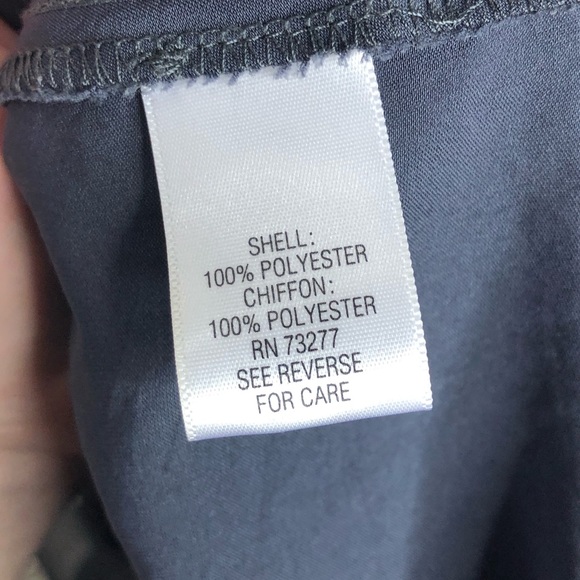 SHELL:
100% POLYESTER
CHIFFON:
100% POLYESTER
RN 73277
SEE REVERSE
FOR CARE